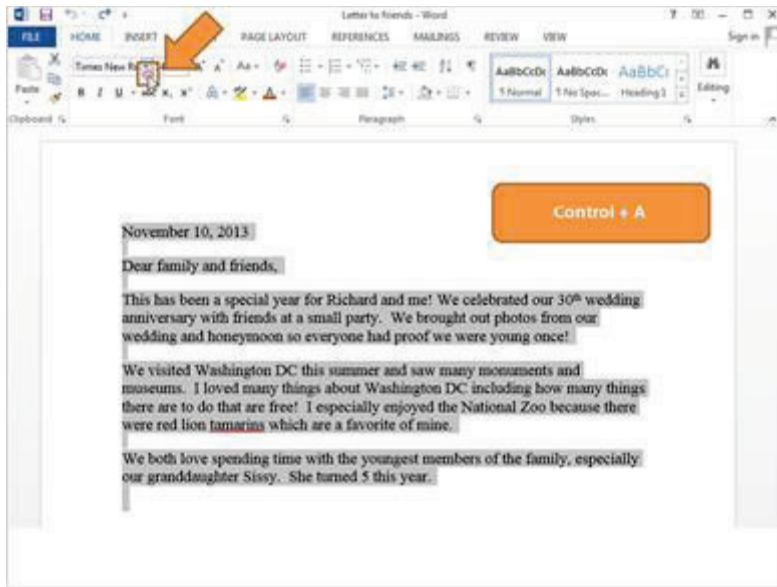 Letter to friends - Word
FILE HOME INSERT PAGE LAYOUT REFERENCES MAILINGS REVIEW VIEW Sign in
Times New Ro
AaBbCcDc AaBbCcDc AaBbC
Paste B I U abc x, x² A ¶ Normal ¶ No Spac... Heading 1 Editing
Clipboard Font Paragraph Styles
Control + A
November 10, 2013
Dear family and friends,
This has been a special year for Richard and me! We celebrated our 30th wedding
anniversary with friends at a small party.  We brought out photos from our
wedding and honeymoon so everyone had proof we were young once!
We visited Washington DC this summer and saw many monuments and
museums.  I loved many things about Washington DC including how many things
there are to do that are free!  I especially enjoyed the National Zoo because there
were red lion tamarins which are a favorite of mine.
We both love spending time with the youngest members of the family, especially
our granddaughter Sissy.  She turned 5 this year.